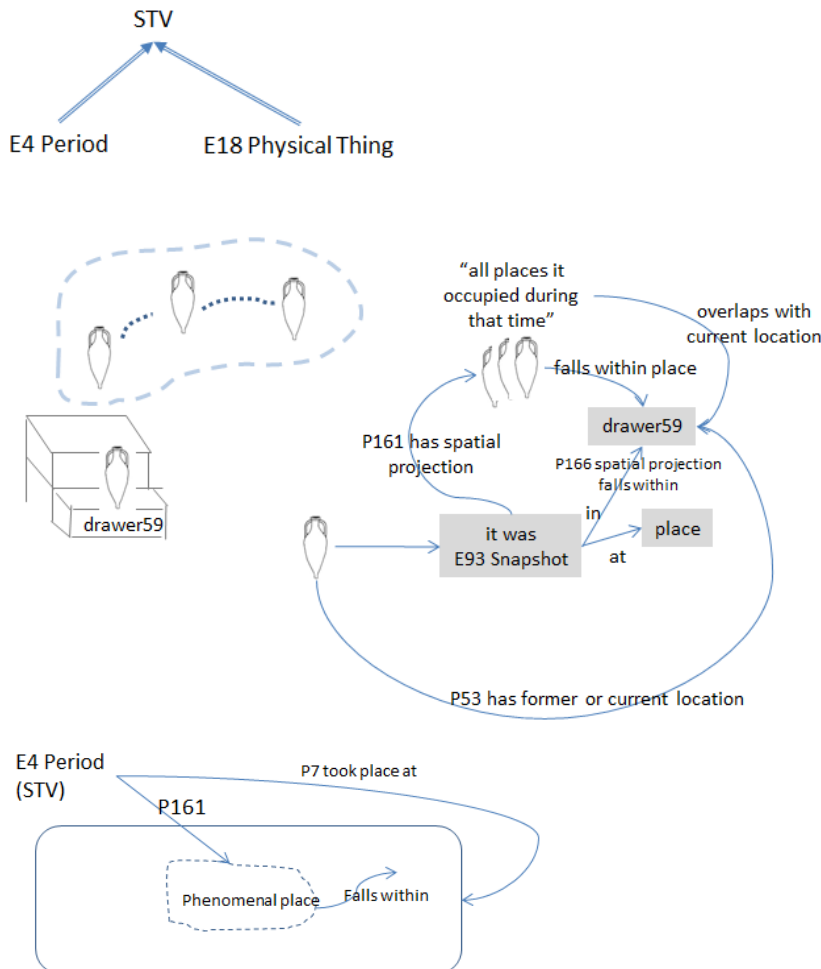 STV
E4 Period
E18 Physical Thing
“all places it
occupied during
that time”
overlaps with
current location
falls within place
drawer59
P161 has spatial
projection
P166 spatial projection
falls within
in
it was
E93 Snapshot
place
at
drawer59
P53 has former or current location
E4 Period
(STV)
P7 took place at
P161
Phenomenal place
Falls within